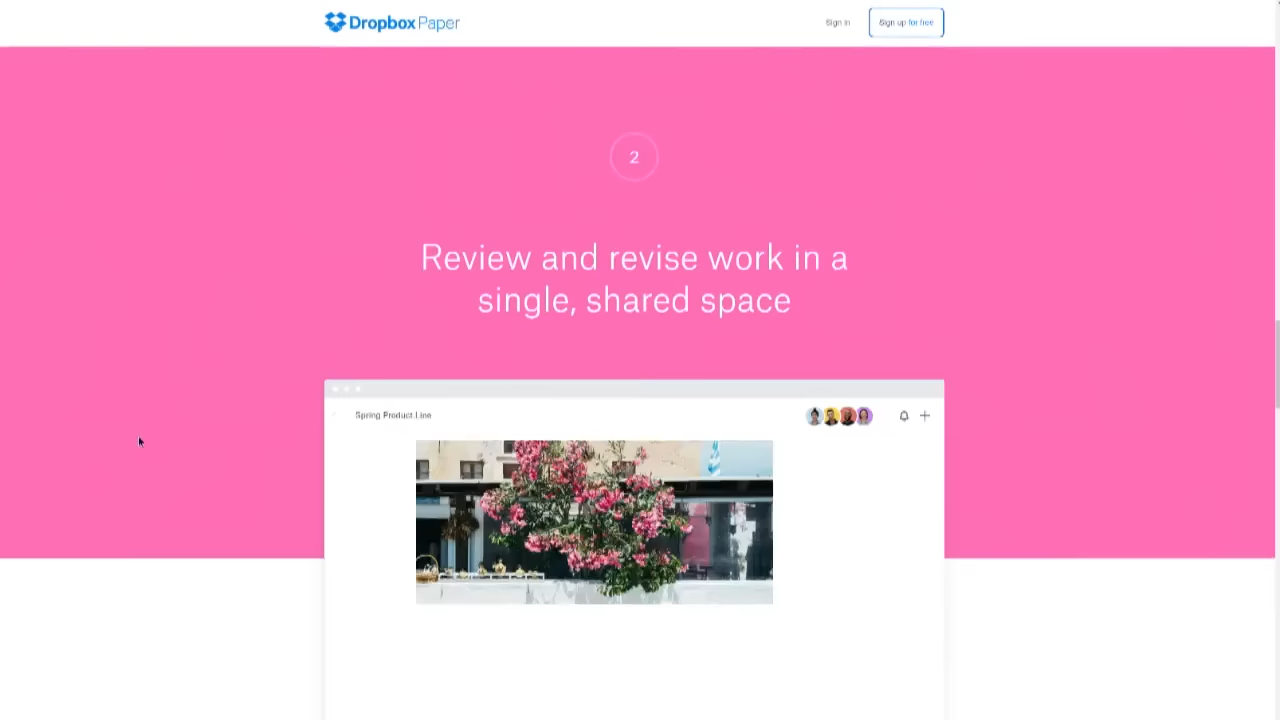 Dropbox Paper
Sign in
Sign up for free
2
Review and revise work in a
single, shared space
Spring Product Line